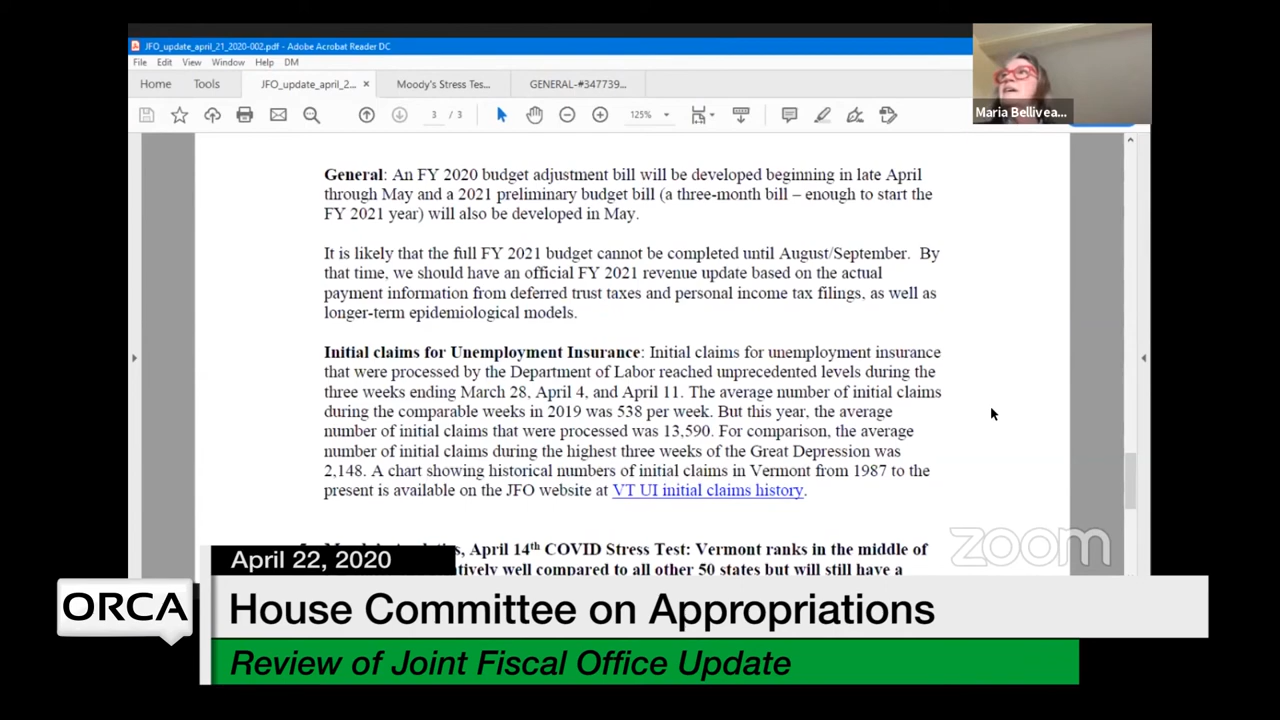 JFO_update_april_21_2020-002.pdf - Adobe Acrobat Reader DC
File Edit View Window Help DM
Home Tools JFO_update_april_2... × Moody's Stress Tes... GENERAL-#347739...
3 / 3 125%
Maria Bellivea...
General: An FY 2020 budget adjustment bill will be developed beginning in late April
through May and a 2021 preliminary budget bill (a three-month bill – enough to start the
FY 2021 year) will also be developed in May.
It is likely that the full FY 2021 budget cannot be completed until August/September. By
that time, we should have an official FY 2021 revenue update based on the actual
payment information from deferred trust taxes and personal income tax filings, as well as
longer-term epidemiological models.
Initial claims for Unemployment Insurance: Initial claims for unemployment insurance
that were processed by the Department of Labor reached unprecedented levels during the
three weeks ending March 28, April 4, and April 11. The average number of initial claims
during the comparable weeks in 2019 was 538 per week. But this year, the average
number of initial claims that were processed was 13,590. For comparison, the average
number of initial claims during the highest three weeks of the Great Depression was
2,148. A chart showing historical numbers of initial claims in Vermont from 1987 to the
present is available on the JFO website at VT UI initial claims history.
April 14th COVID Stress Test: Vermont ranks in the middle of
well compared to all other 50 states but will still have a
zoom
April 22, 2020
ORCA
House Committee on Appropriations
Review of Joint Fiscal Office Update